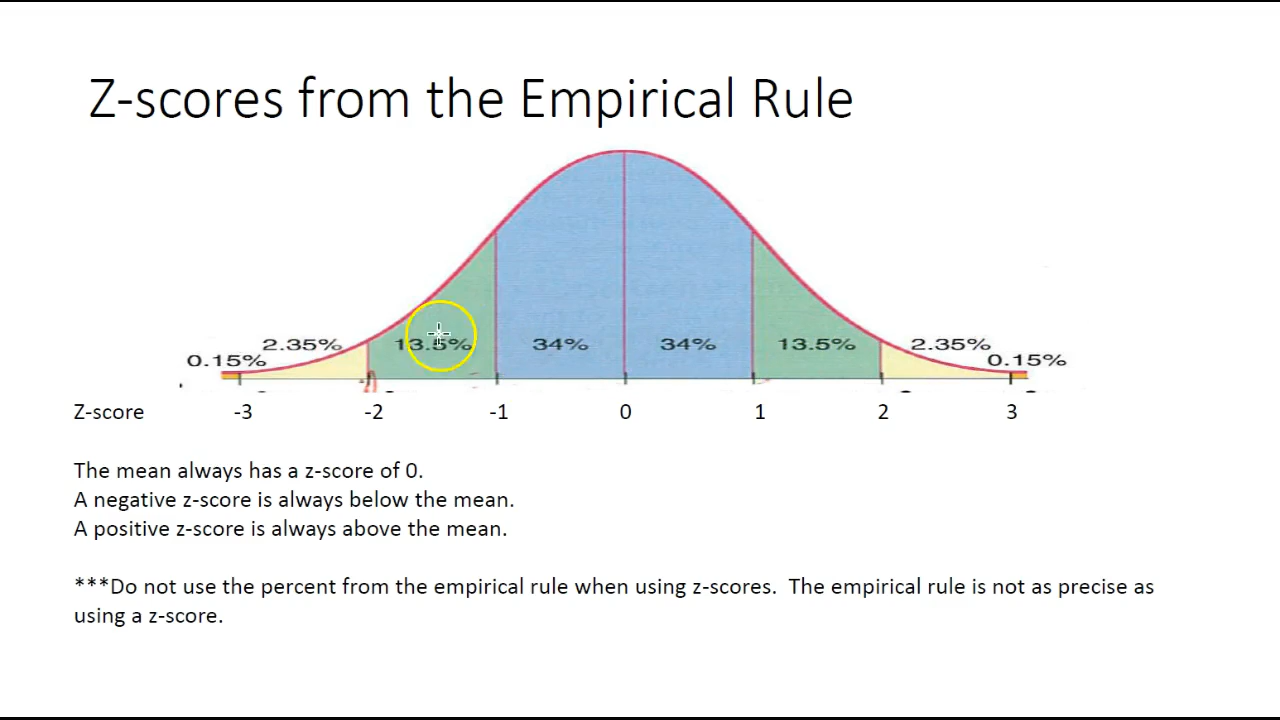 Z-scores from the Empirical Rule
0.15% 2.35% 13.5% 34% 34% 13.5% 2.35% 0.15%
Z-score -3 -2 -1 0 1 2 3
The mean always has a z-score of 0.
A negative z-score is always below the mean.
A positive z-score is always above the mean.
***Do not use the percent from the empirical rule when using z-scores. The empirical rule is not as precise as
using a z-score.